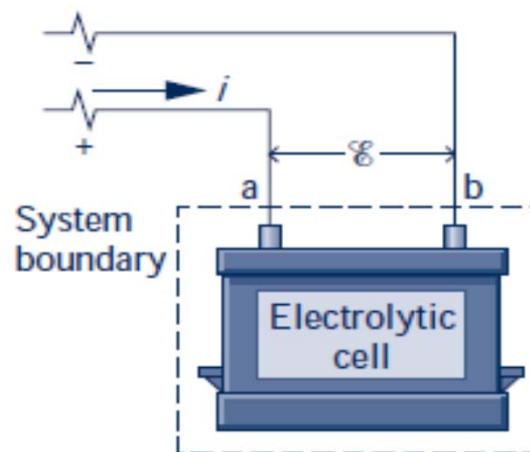 −
i
+
ℰ
a
b
System
boundary
Electrolytic
cell